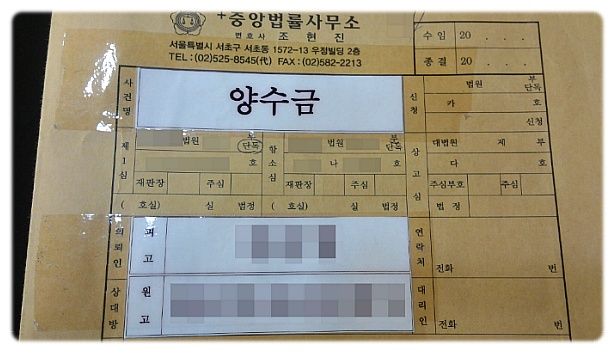 +중앙법률사무소
변호사 조현진
서울특별시 서초구 서초동 1572-13 우정빌딩 2층
TEL : (02)525-8545(代) FAX : (02)582-2213
수임 20 . . .
종결 20 . . .
사건명 양수금 신청 법원 부 단독
카 호
신청
제1심 법원 부 단독 항소심 법원 부 단독 상고심 대법원 제 부
호 나 호 다 호
재판장 주심 재판장 주심 주심부호 주심
( 호실) 실 법정 ( 호실) 실 법정 법정
의뢰인 피고 연락처
전화 번
상대방 원고 대리인
전화 번